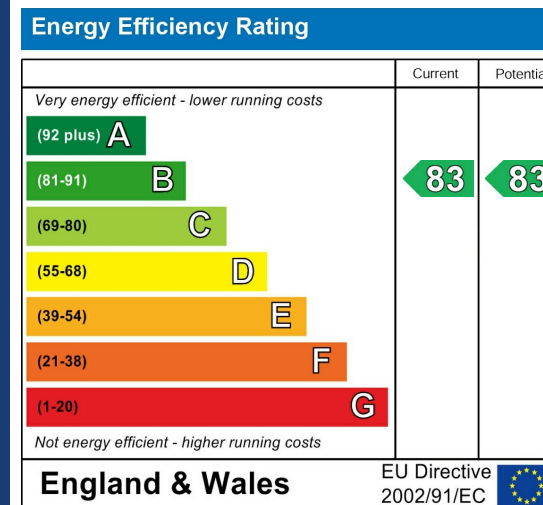 Energy Efficiency Rating
Current Potentia
Very energy efficient - lower running costs
(92 plus) A
(81-91) B 83 83
(69-80) C
(55-68) D
(39-54) E
(21-38) F
(1-20) G
Not energy efficient - higher running costs
England & Wales
EU Directive
2002/91/EC